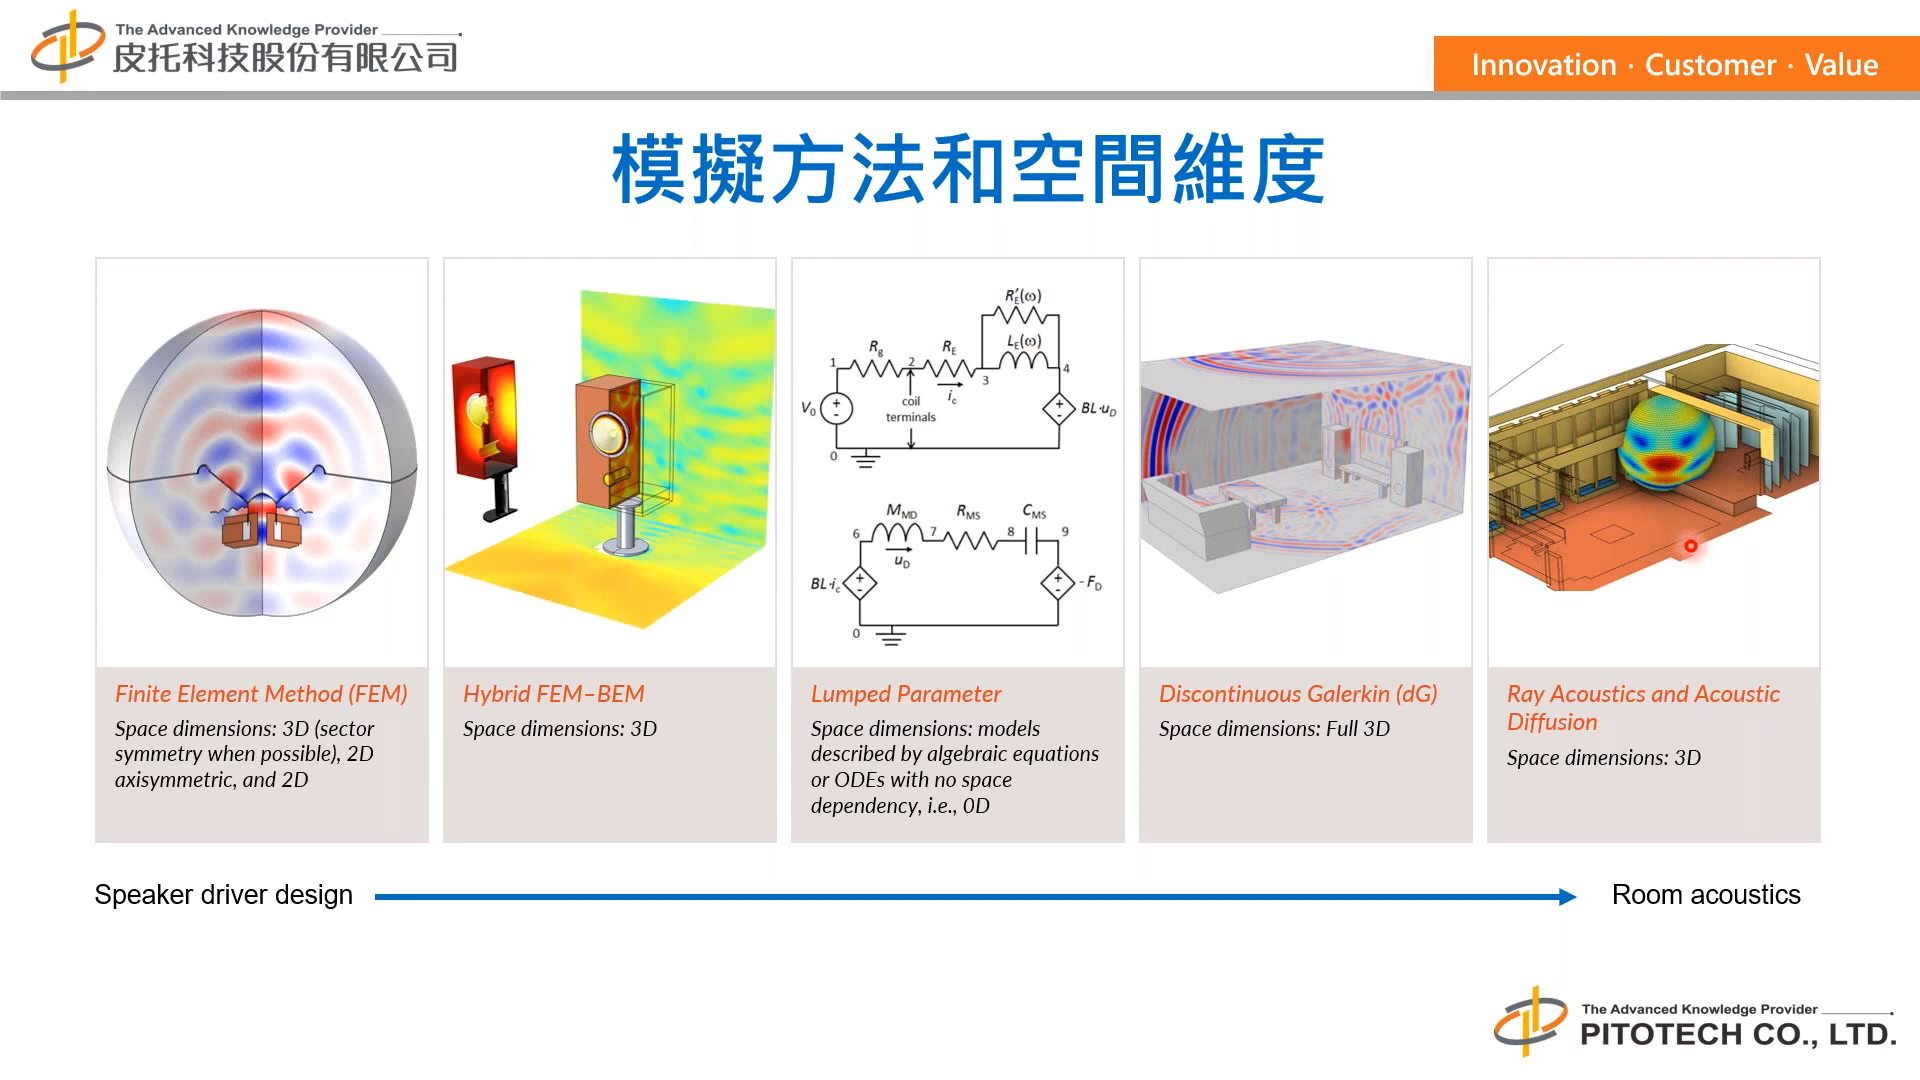 The Advanced Knowledge Provider
皮托科技股份有限公司
Innovation · Customer · Value
模擬方法和空間維度
R'E(ω)
Rg
RE
LE(ω)
1
2
3
4
V0
+
-
coil
terminals
ic
+
-
BL·uD
0
MMD
RMS
CMS
6
7
8
9
uD
BL·ic
+
-
+
-
-FD
0
Finite Element Method (FEM)
Space dimensions: 3D (sector
symmetry when possible), 2D
axisymmetric, and 2D
Hybrid FEM–BEM
Space dimensions: 3D
Lumped Parameter
Space dimensions: models
described by algebraic equations
or ODEs with no space
dependency, i.e., 0D
Discontinuous Galerkin (dG)
Space dimensions: Full 3D
Ray Acoustics and Acoustic
Diffusion
Space dimensions: 3D
Speaker driver design
Room acoustics
The Advanced Knowledge Provider
PITOTECH CO., LTD.